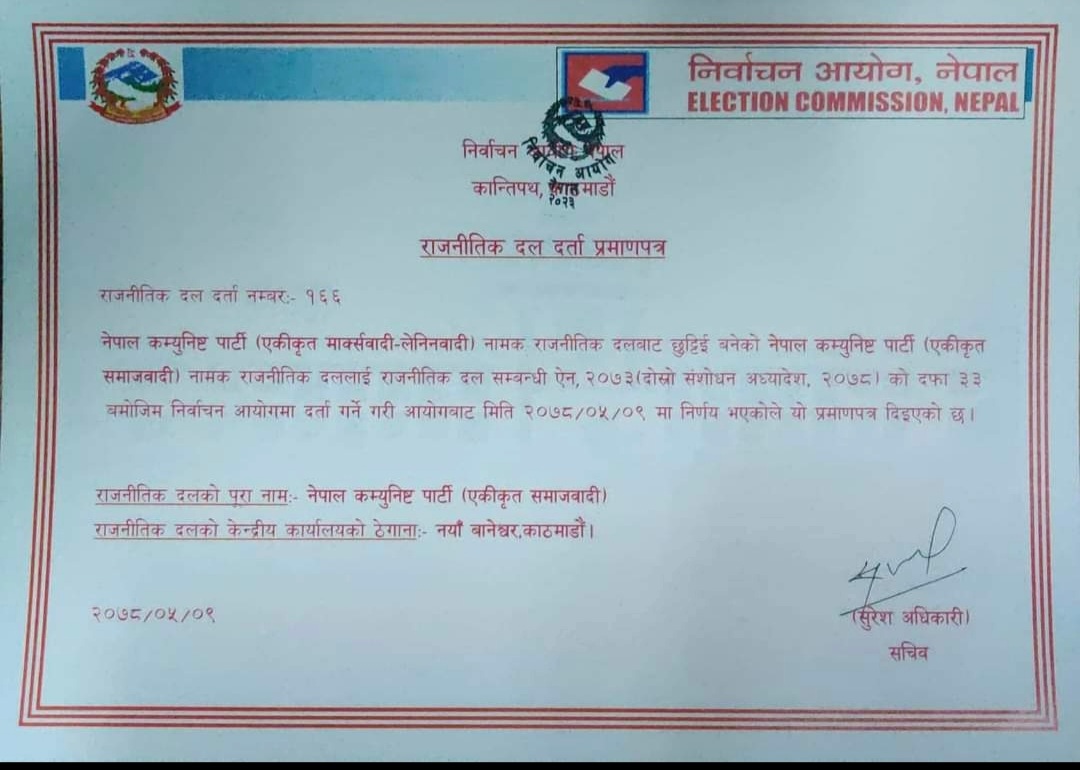 निर्वाचन आयोग, नेपाल
ELECTION COMMISSION, NEPAL
निर्वाचन नेपाल
निर्वाचन आयोग
नेपाल
२०२३
कान्तिपथ, काठमाडौं
राजनीतिक दल दर्ता प्रमाणपत्र
राजनीतिक दल दर्ता नम्बर:- १६६
नेपाल कम्युनिष्ट पार्टी (एकीकृत मार्क्सवादी-लेनिनवादी) नामक राजनीतिक दलबाट छुट्टिई बनेको नेपाल कम्युनिष्ट पार्टी (एकीकृत
समाजवादी) नामक राजनीतिक दललाई राजनीतिक दल सम्बन्धी ऐन, २०७३(दोस्रो संशोधन अध्यादेश, २०७८) को दफा ३३
बमोजिम निर्वाचन आयोगमा दर्ता गर्ने गरी आयोगबाट मिति २०७८/०५/०९ मा निर्णय भएकोले यो प्रमाणपत्र दिइएको छ।
राजनीतिक दलको पूरा नाम:- नेपाल कम्युनिष्ट पार्टी (एकीकृत समाजवादी)
राजनीतिक दलको केन्द्रीय कार्यालयको ठेगाना:- नयाँ बानेश्वर,काठमाडौं।
२०७८/०५/०९
(सुरेश अधिकारी)
सचिव